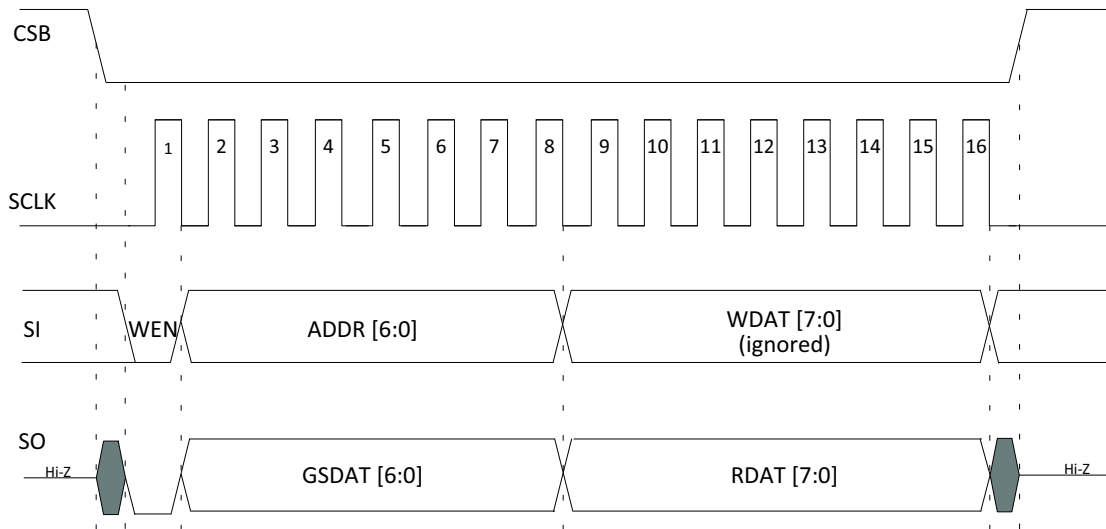 CSB
1 2 3 4 5 6 7 8 9 10 11 12 13 14 15 16
SCLK
SI WEN ADDR [6:0] WDAT [7:0]
(ignored)
SO
Hi-Z GSDAT [6:0] RDAT [7:0] Hi-Z